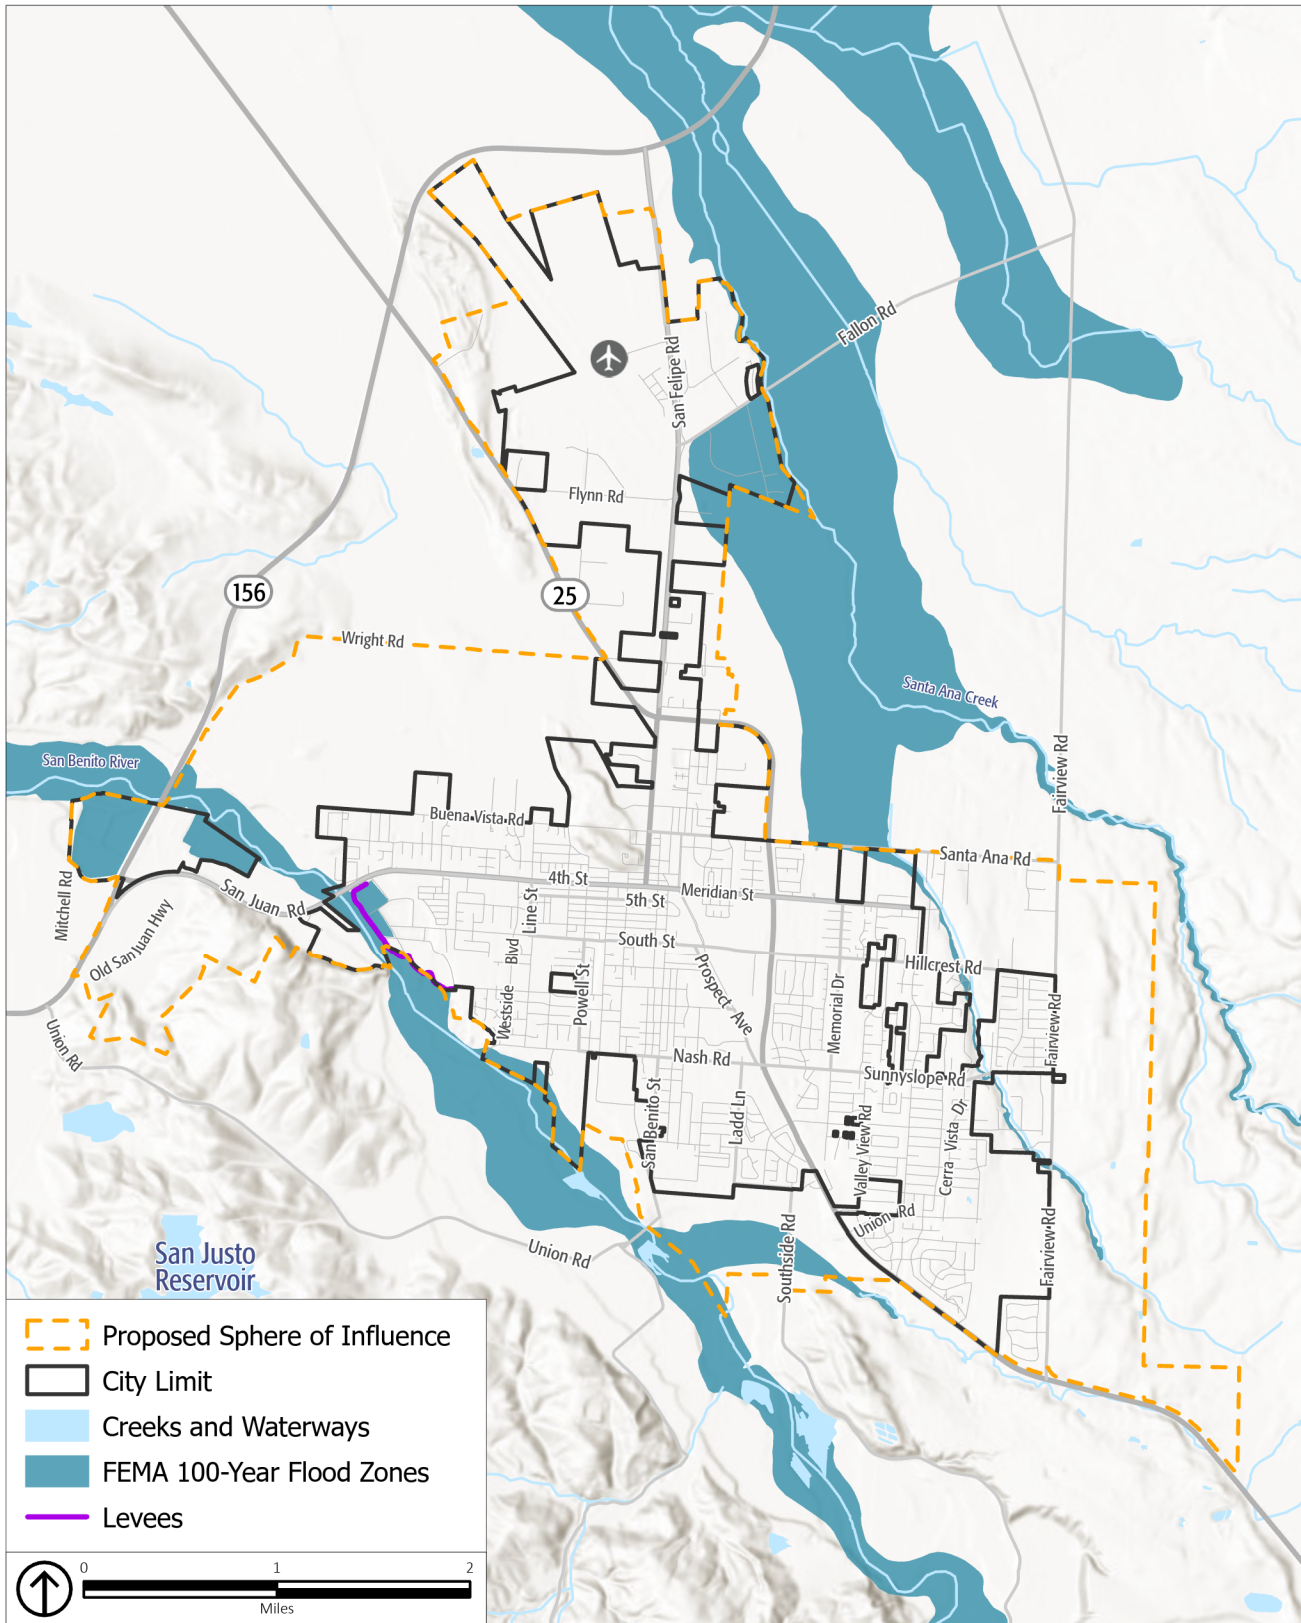 Fallon Rd
San Felipe Rd
Flynn Rd
156
25
Wright Rd
Santa Ana Creek
San Benito River
Fairview Rd
Buena Vista Rd
Santa Ana Rd
4th St
Meridian St
5th St
Line St
Mitchell Rd
San Juan Rd
Old San Juan Hwy
South St
Westside Blvd
Powell St
Prospect Ave
Memorial Dr
Hillcrest Rd
Fairview Rd
Union Rd
Nash Rd
Sunnyslope Rd
San Benito St
Ladd Ln
Valley View Rd
Cerra Vista Dr
Union Rd
Union Rd
Southside Rd
Fairview Rd
San Justo
Reservoir
Proposed Sphere of Influence
City Limit
Creeks and Waterways
FEMA 100-Year Flood Zones
Levees
0 1 2
Miles